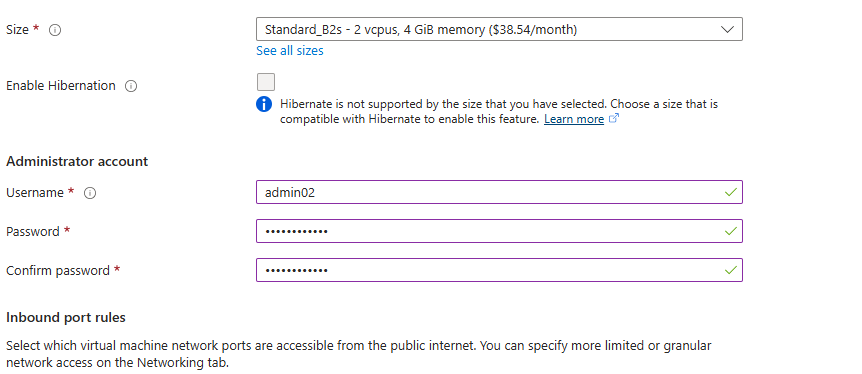 Size *
Standard_B2s - 2 vcpus, 4 GiB memory ($38.54/month)
See all sizes
Enable Hibernation
Hibernate is not supported by the size that you have selected. Choose a size that is
compatible with Hibernate to enable this feature. Learn more
Administrator account
Username *
admin02
Password *
••••••••••••
Confirm password *
••••••••••••
Inbound port rules
Select which virtual machine network ports are accessible from the public internet. You can specify more limited or granular
network access on the Networking tab.